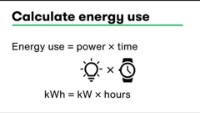 Calculate energy use
Energy use = power × time
×
kWh = kW × hours